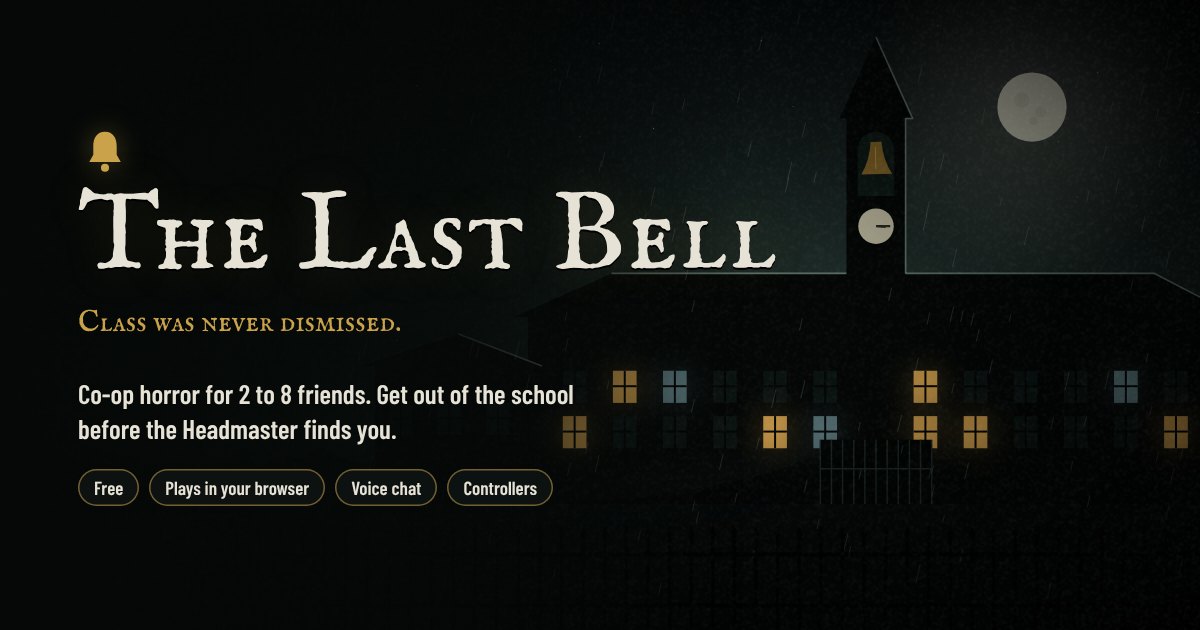 The Last Bell
Class was never dismissed.
Co-op horror for 2 to 8 friends. Get out of the school
before the Headmaster finds you.
Free
Plays in your browser
Voice chat
Controllers